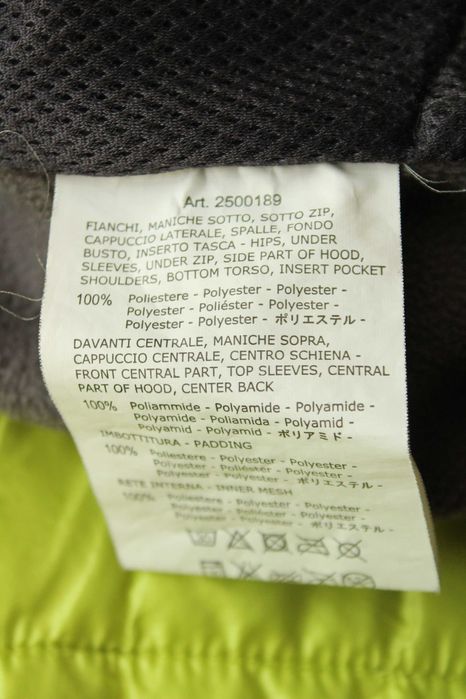 Art. 2500189
FIANCHI, MANICHE SOTTO, SOTTO ZIP,
CAPPUCCIO LATERALE, SPALLE, FONDO
BUSTO, INSERTO TASCA - HIPS, UNDER
SLEEVES, UNDER ZIP, SIDE PART OF HOOD,
SHOULDERS, BOTTOM TORSO, INSERT POCKET
100% Poliestere - Polyester - Polyester -
Polyester - Poliéster - Polyester -
Polyester - Polyester - ポリエステル -
DAVANTI CENTRALE, MANICHE SOPRA,
CAPPUCCIO CENTRALE, CENTRO SCHIENA -
FRONT CENTRAL PART, TOP SLEEVES, CENTRAL
PART OF HOOD, CENTER BACK
100% Poliammide - Polyamide - Polyamide -
Polyamide - Poliamida - Polyamid -
Polyamid - Polyamid - ポリアミド -
IMBOTTITURA - PADDING
100% Poliestere - Polyester - Polyester -
Polyester - Poliéster - Polyester -
Polyester - Polyester - ポリエステル -
RETE INTERNA - INNER MESH
100% Poliestere - Polyester - Polyester -
Polyester - Poliéster - Polyester -
Polyester - Polyester - ポリエステル -